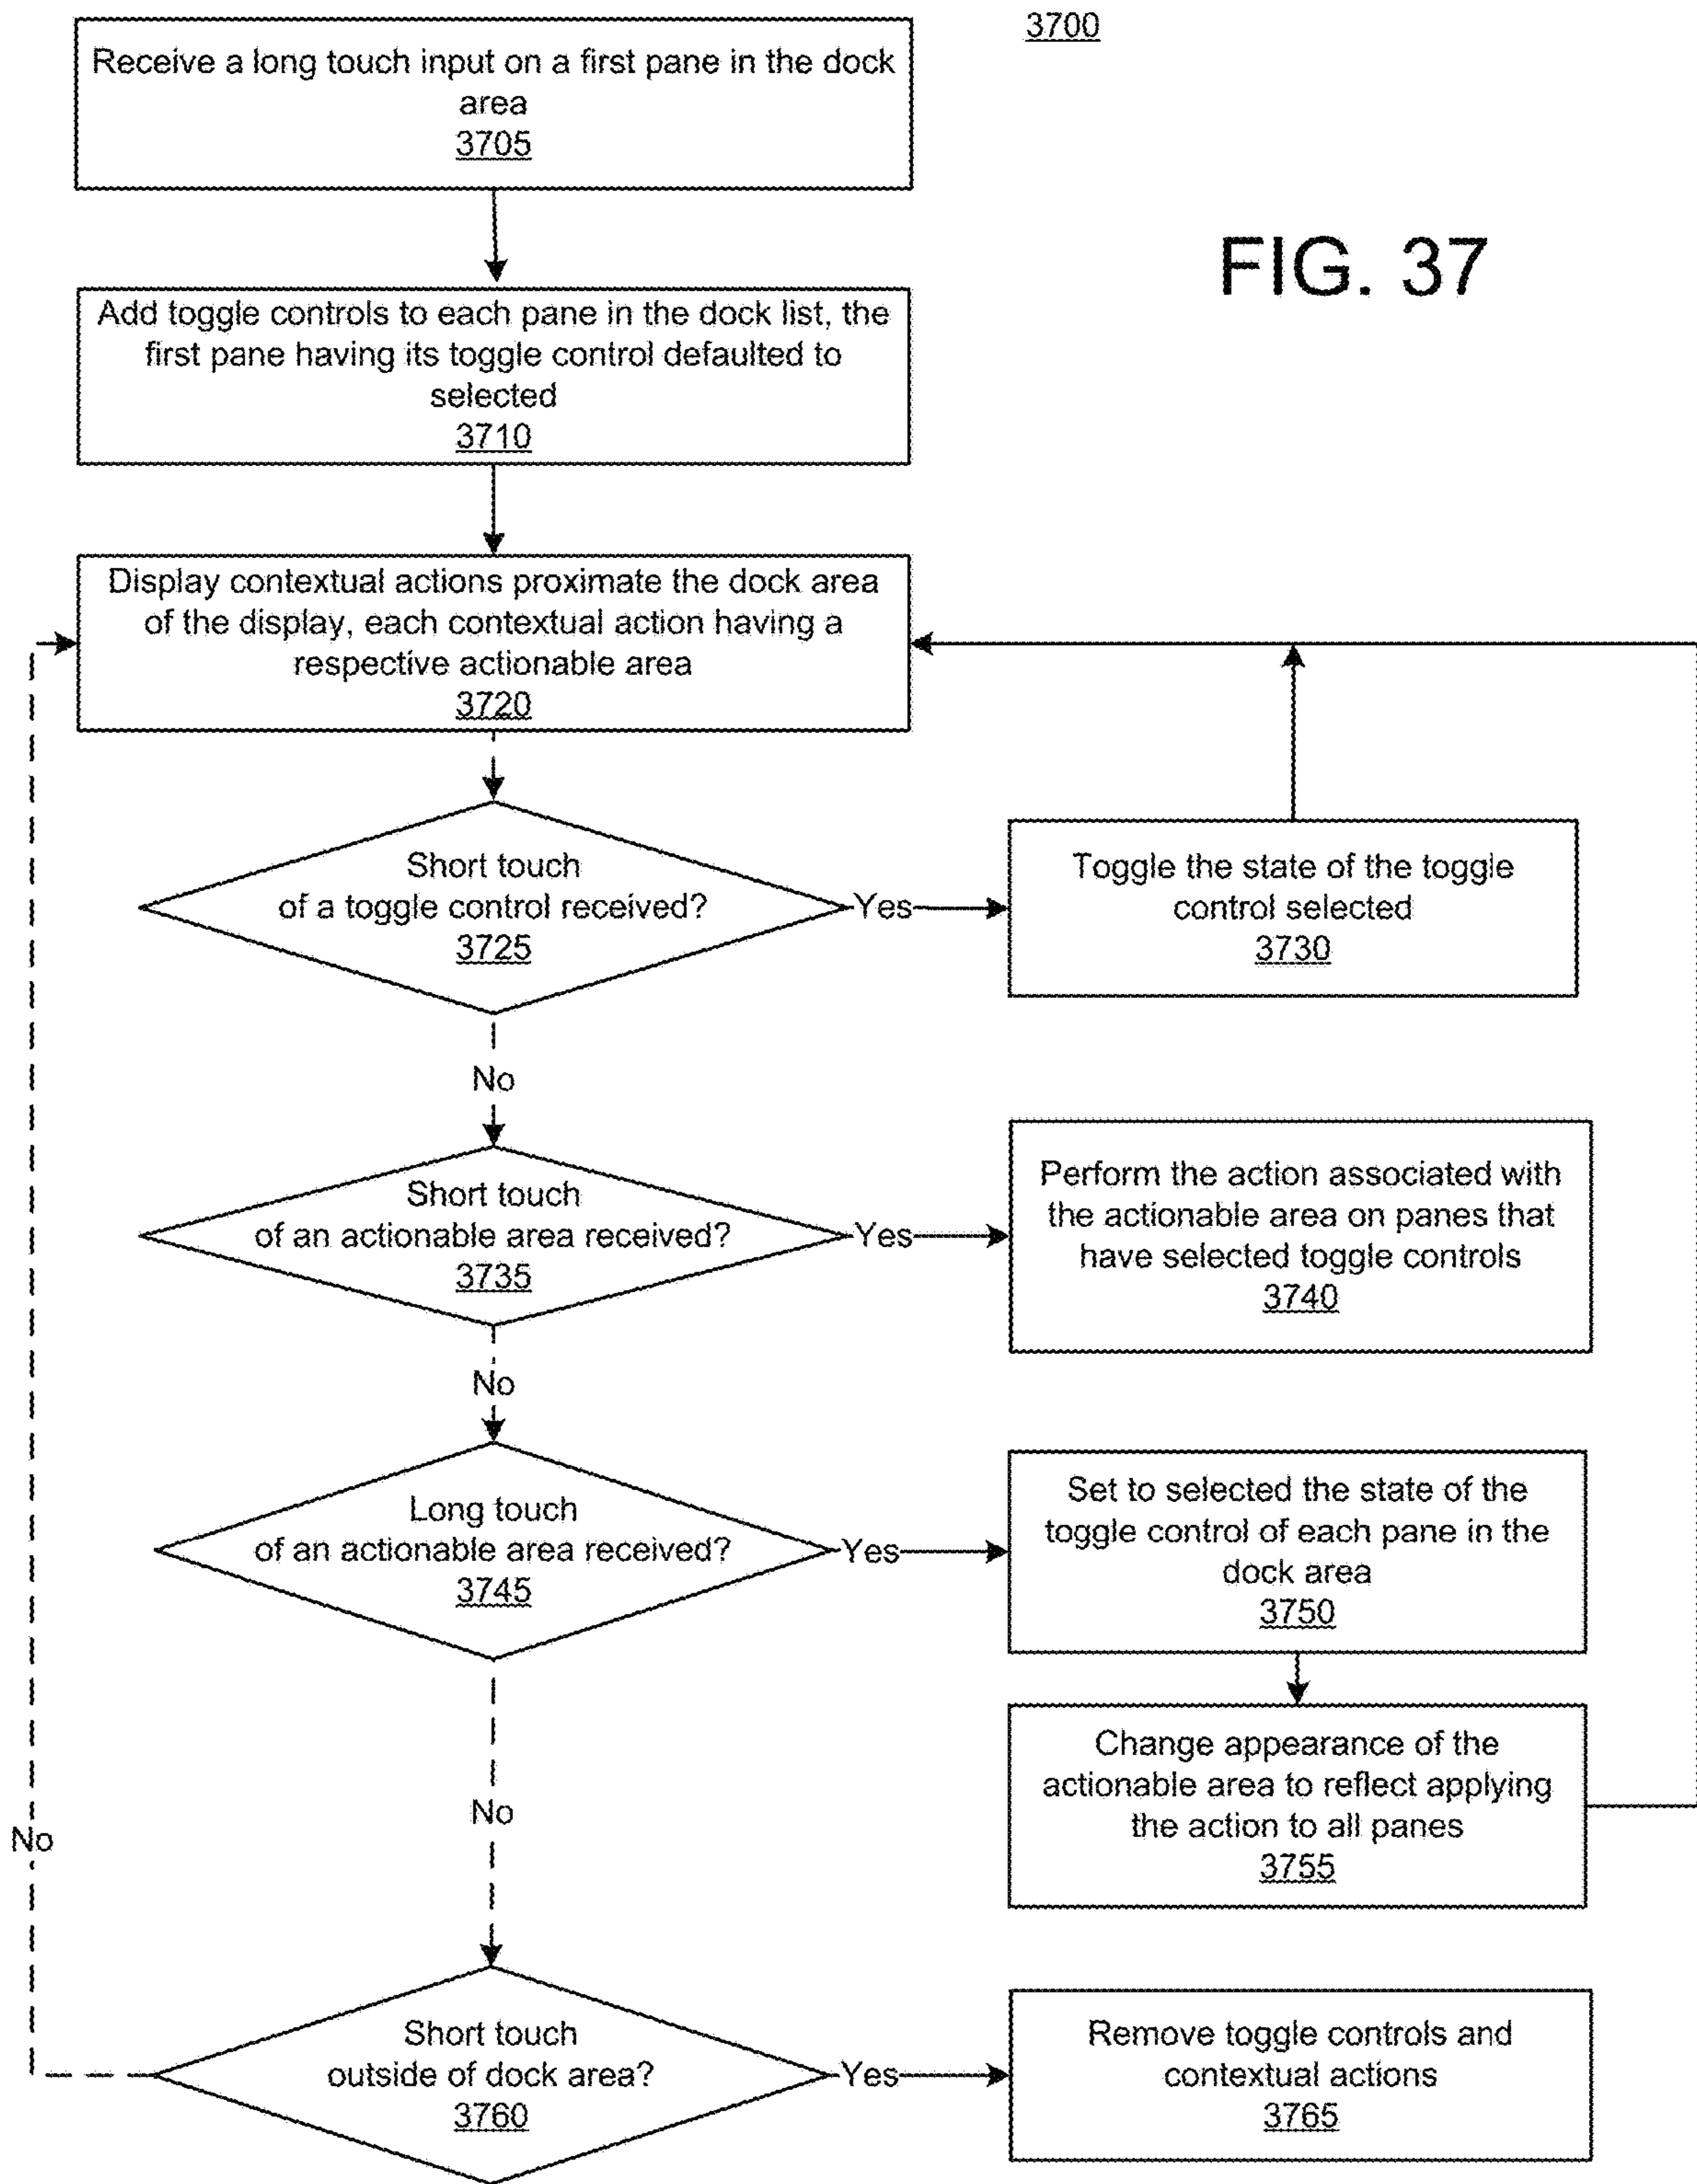 3700
Receive a long touch input on a first pane in the dock
area
3705
FIG. 37
Add toggle controls to each pane in the dock list, the
first pane having its toggle control defaulted to
selected
3710
Display contextual actions proximate the dock area
of the display, each contextual action having a
respective actionable area
3720
Short touch
of a toggle control received?
3725
Yes
Toggle the state of the toggle
control selected
3730
No
Short touch
of an actionable area received?
3735
Yes
Perform the action associated with
the actionable area on panes that
have selected toggle controls
3740
No
Long touch
of an actionable area received?
3745
Yes
Set to selected the state of the
toggle control of each pane in the
dock area
3750
Change appearance of the
actionable area to reflect applying
the action to all panes
3755
No
No
Short touch
outside of dock area?
3760
Yes
Remove toggle controls and
contextual actions
3765